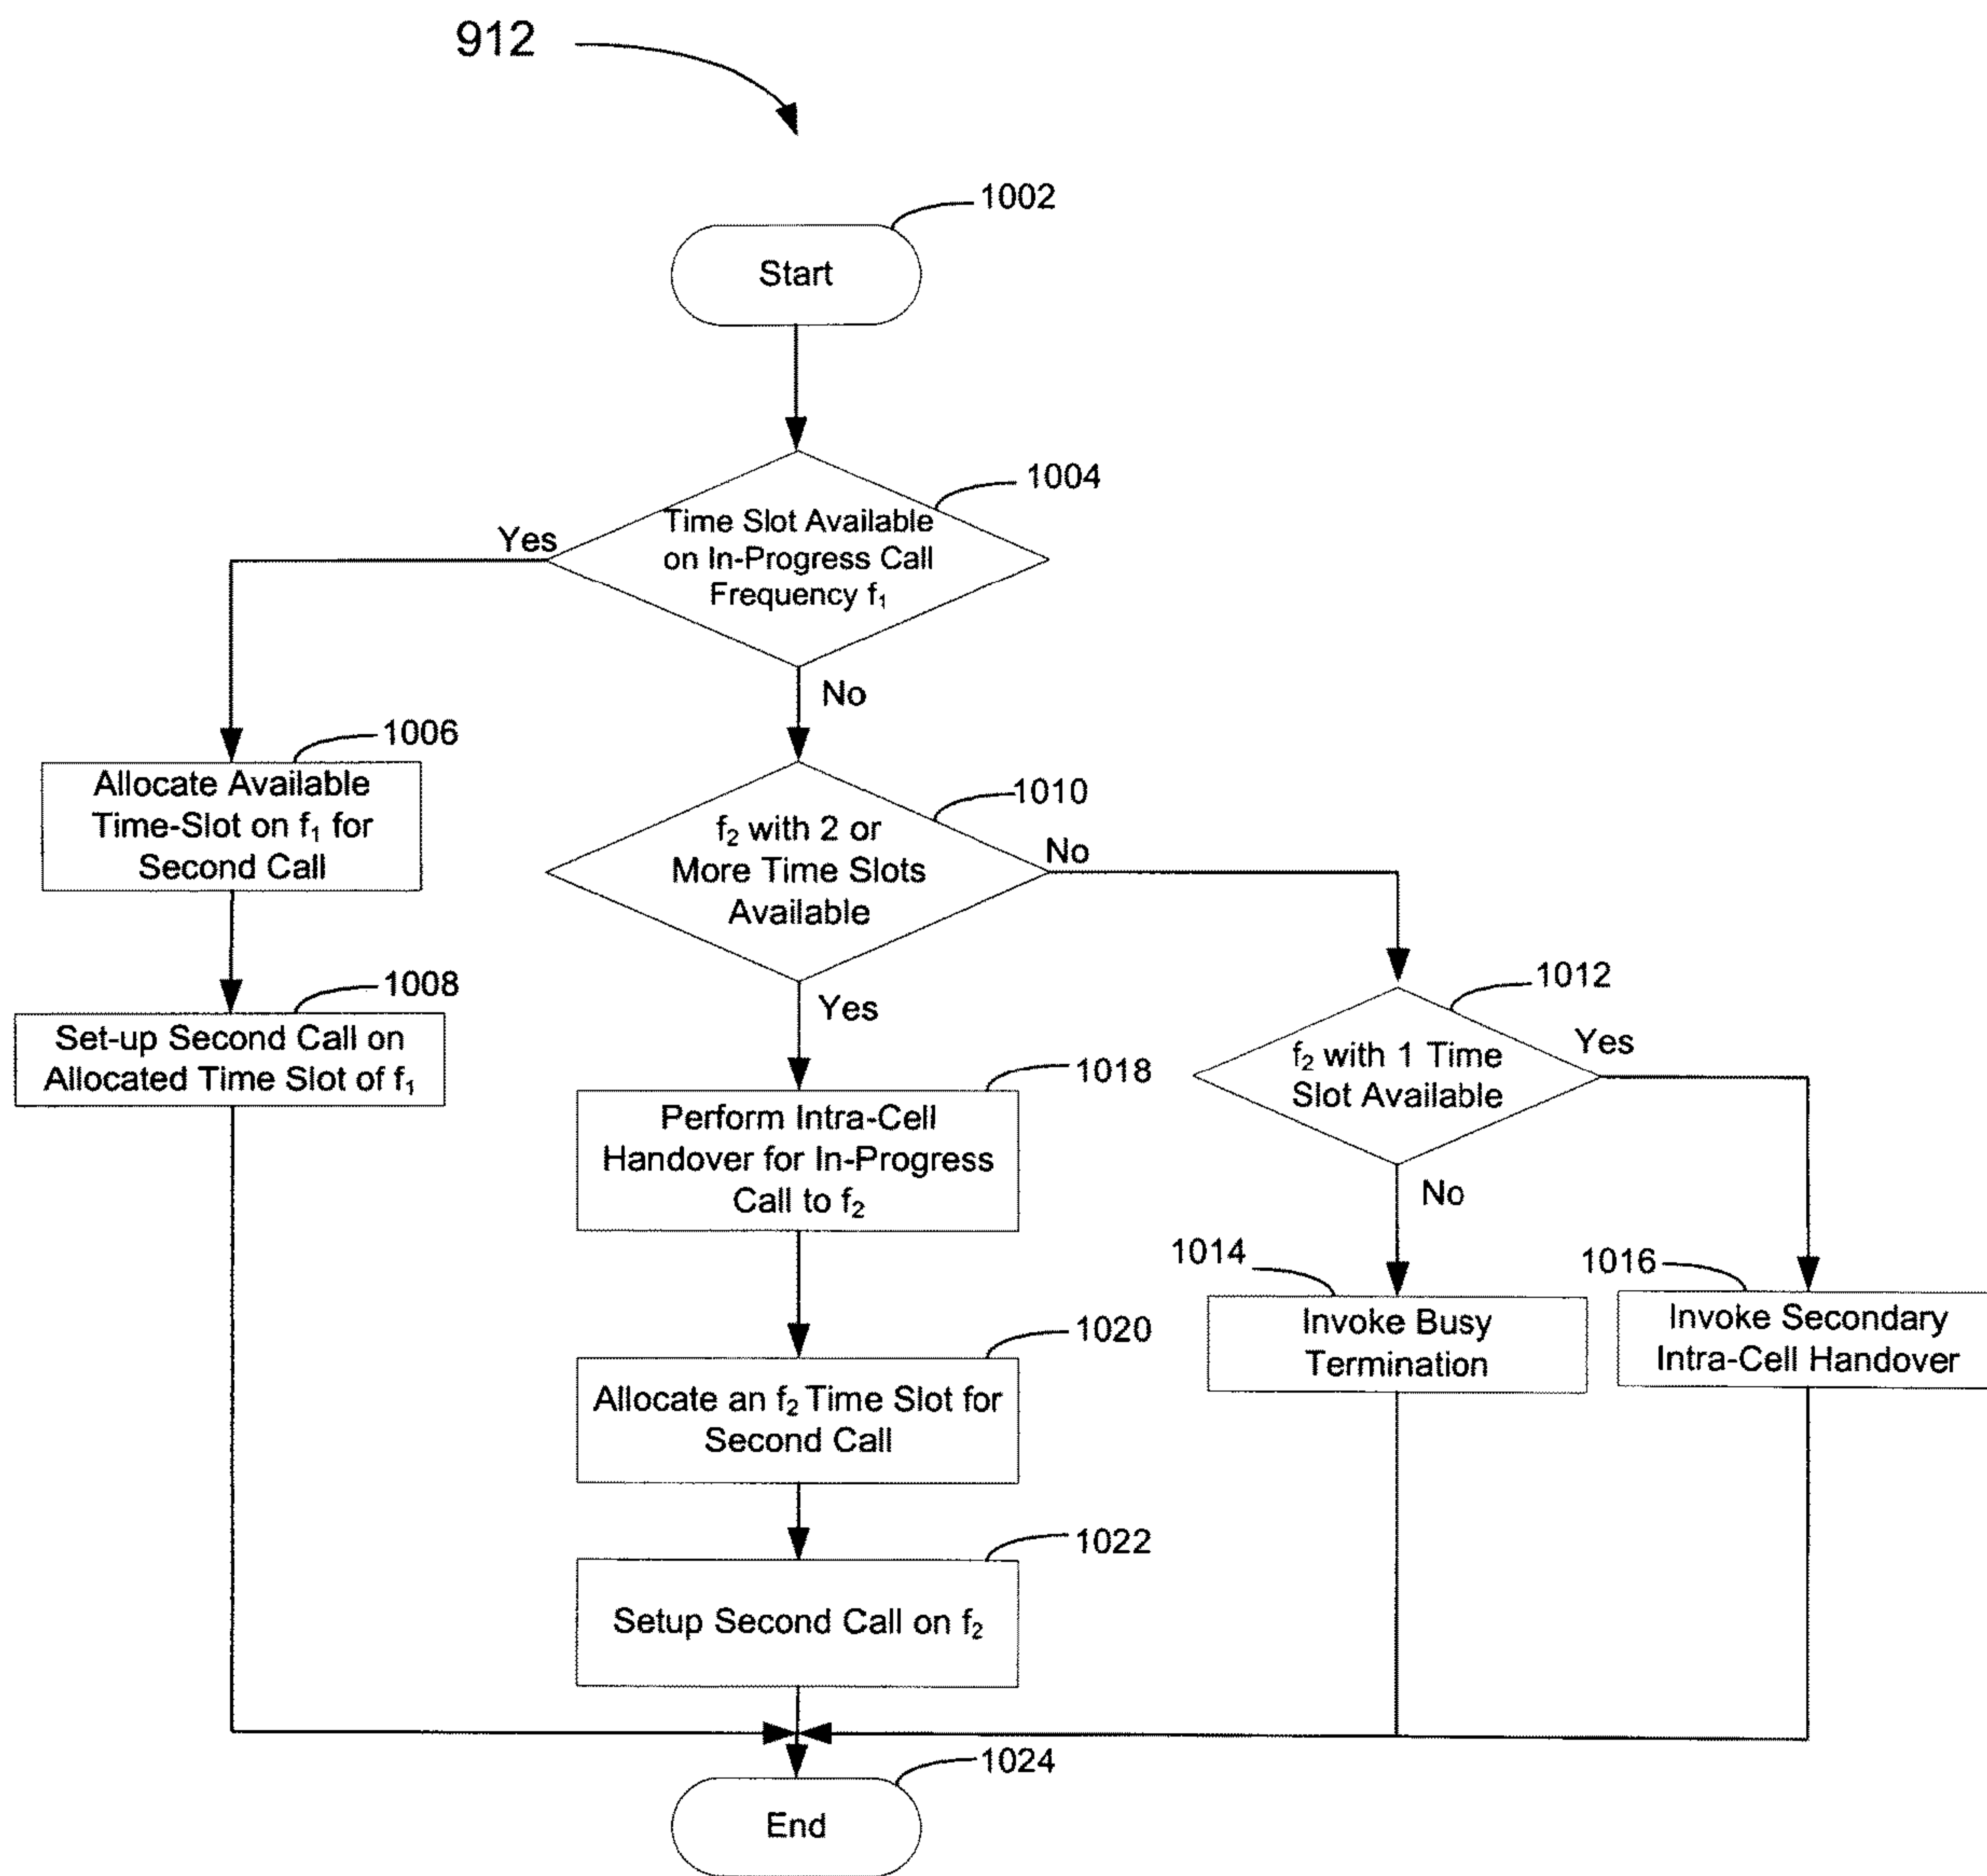 912
1002
Start
1004
Time Slot Available
on In-Progress Call
Frequency f₁
Yes
No
1006
Allocate Available
Time-Slot on f₁ for
Second Call
1008
Set-up Second Call on
Allocated Time Slot of f₁
1010
f₂ with 2 or
More Time Slots
Available
No
Yes
1012
f₂ with 1 Time
Slot Available
Yes
No
1014
Invoke Busy
Termination
1016
Invoke Secondary
Intra-Cell Handover
1018
Perform Intra-Cell
Handover for In-Progress
Call to f₂
1020
Allocate an f₂ Time Slot for
Second Call
1022
Setup Second Call on f₂
1024
End